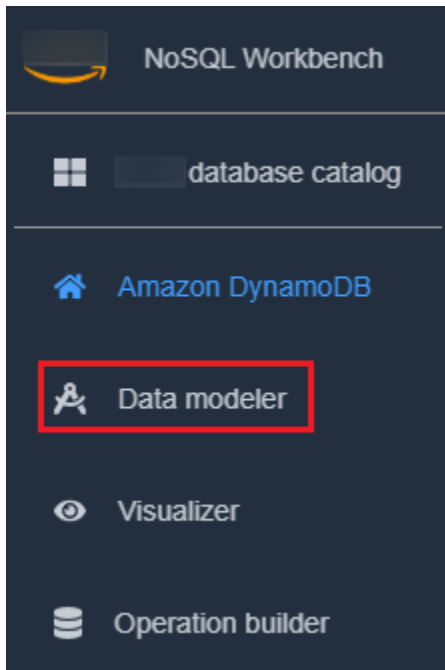 NoSQL Workbench
database catalog
Amazon DynamoDB
Data modeler
Visualizer
Operation builder